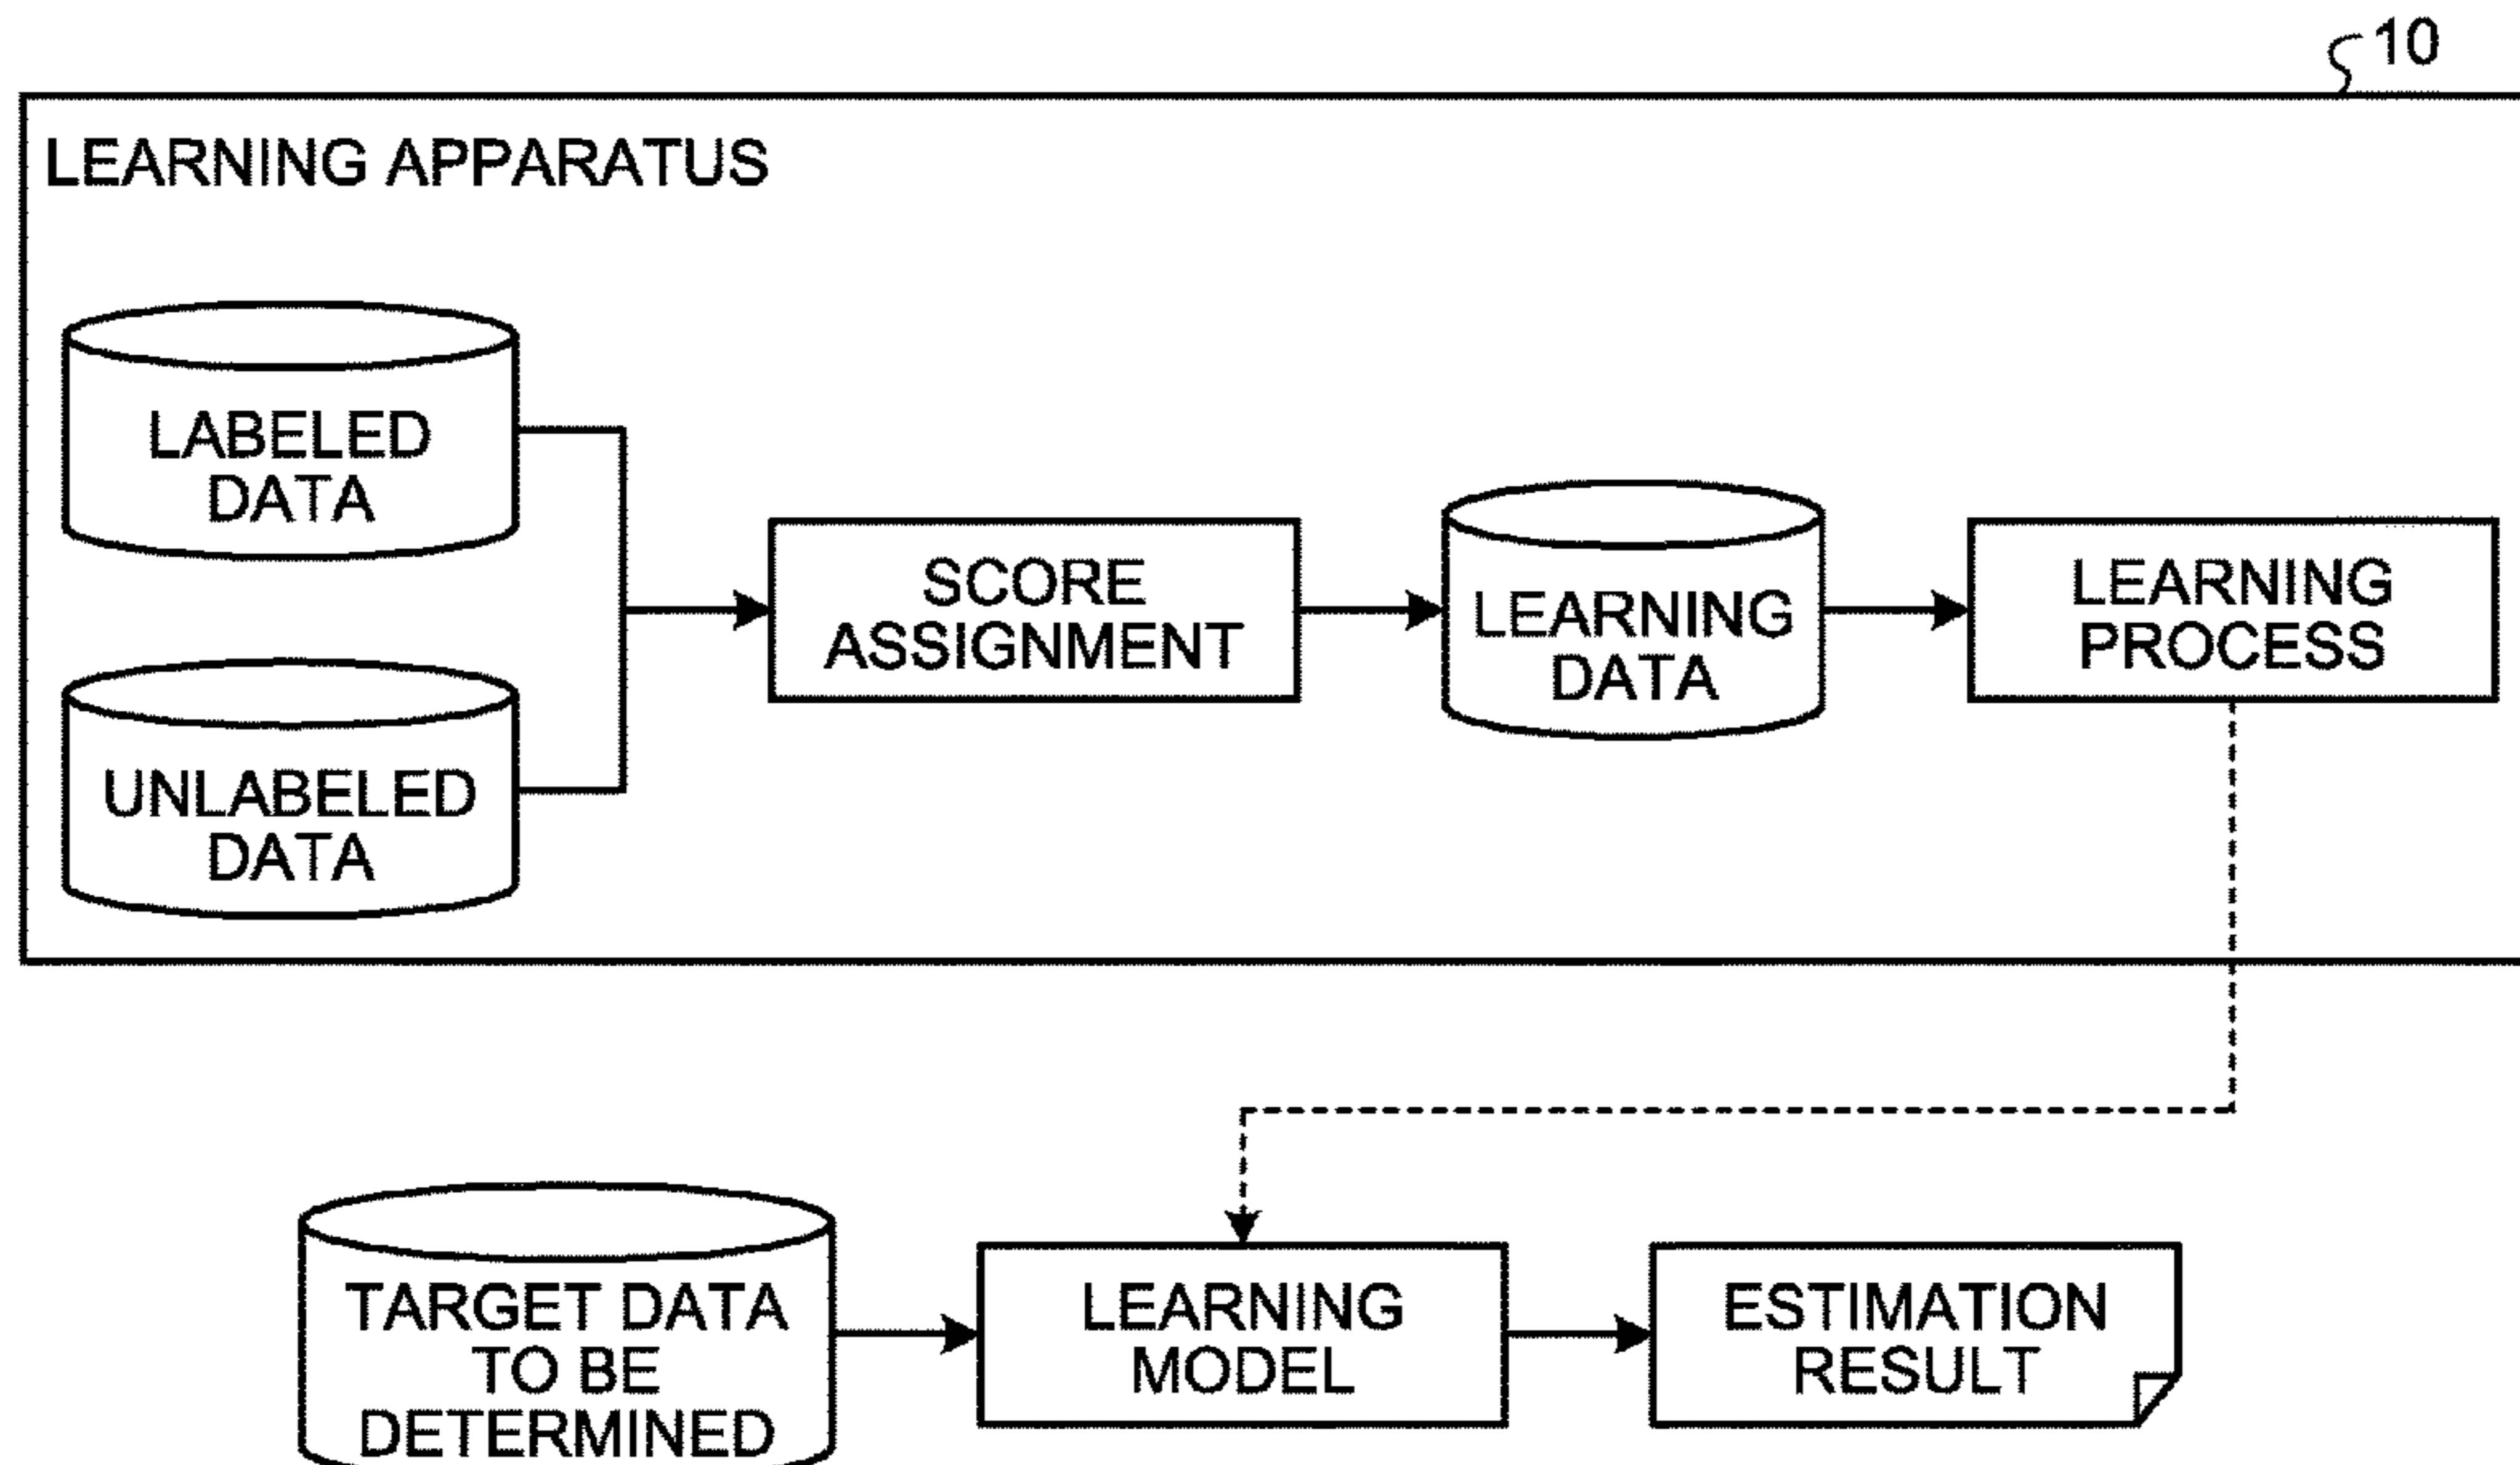 10
LEARNING APPARATUS
LABELED
DATA
UNLABELED
DATA
SCORE
ASSIGNMENT
LEARNING
DATA
LEARNING
PROCESS
TARGET DATA
TO BE
DETERMINED
LEARNING
MODEL
ESTIMATION
RESULT